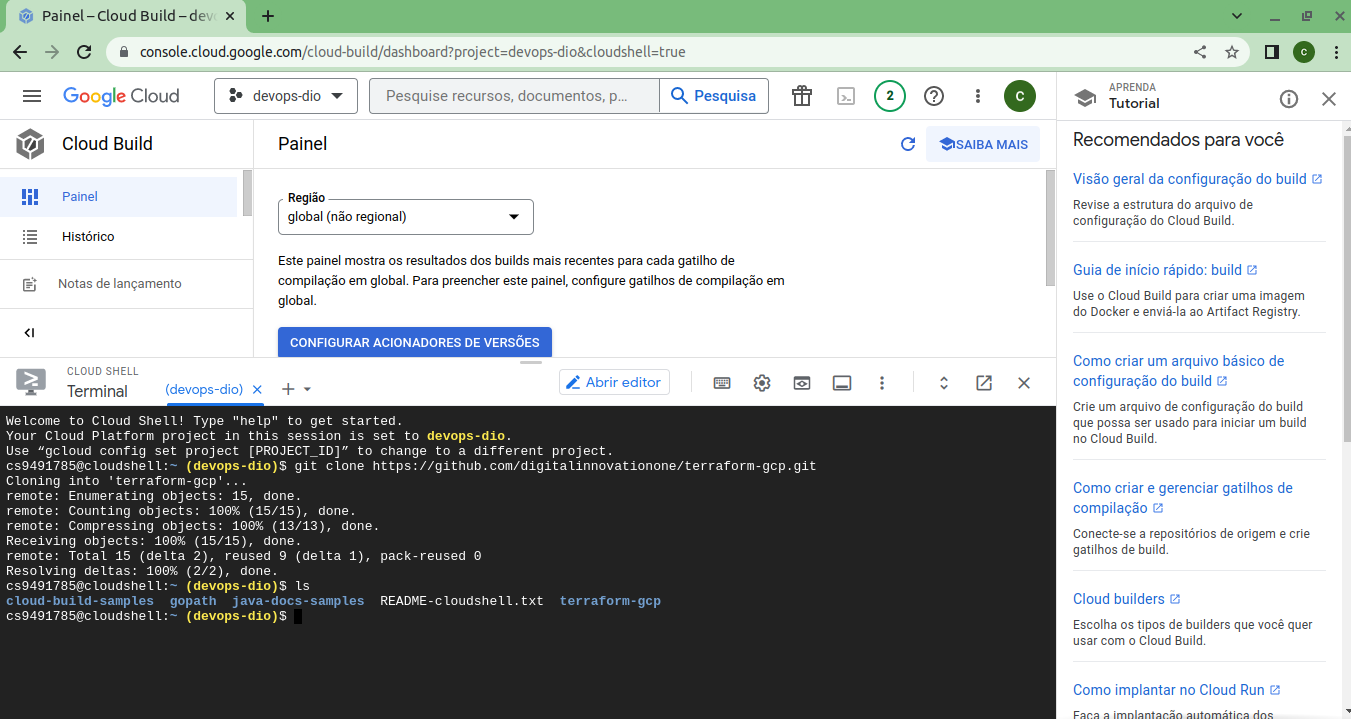 Painel – Cloud Build – dev
console.cloud.google.com/cloud-build/dashboard?project=devops-dio&cloudshell=true
C
Google Cloud
devops-dio
Pesquise recursos, documentos, p...
Pesquisa
2
C
APRENDA
Tutorial
Cloud Build
Painel
SAIBA MAIS
Painel
Histórico
Notas de lançamento
Região
global (não regional)
Este painel mostra os resultados dos builds mais recentes para cada gatilho de
compilação em global. Para preencher este painel, configure gatilhos de compilação em
global.
CONFIGURAR ACIONADORES DE VERSÕES
Recomendados para você
Visão geral da configuração do build
Revise a estrutura do arquivo de
configuração do Cloud Build.
Guia de início rápido: build
Use o Cloud Build para criar uma imagem
do Docker e enviá-la ao Artifact Registry.
Como criar um arquivo básico de
configuração do build
Crie um arquivo de configuração do build
que possa ser usado para iniciar um build
no Cloud Build.
Como criar e gerenciar gatilhos de
compilação
Conecte-se a repositórios de origem e crie
gatilhos de build.
Cloud builders
Escolha os tipos de builders que você quer
usar com o Cloud Build.
Como implantar no Cloud Run
Faça a implantação automática dos
CLOUD SHELL
Terminal
(devops-dio)
Abrir editor
Welcome to Cloud Shell! Type "help" to get started.
Your Cloud Platform project in this session is set to devops-dio.
Use “gcloud config set project [PROJECT_ID]” to change to a different project.
cs9491785@cloudshell:~ (devops-dio)$ git clone https://github.com/digitalinnovationone/terraform-gcp.git
Cloning into 'terraform-gcp'...
remote: Enumerating objects: 15, done.
remote: Counting objects: 100% (15/15), done.
remote: Compressing objects: 100% (13/13), done.
Receiving objects: 100% (15/15), done.
remote: Total 15 (delta 2), reused 9 (delta 1), pack-reused 0
Resolving deltas: 100% (2/2), done.
cs9491785@cloudshell:~ (devops-dio)$ ls
cloud-build-samples gopath java-docs-samples README-cloudshell.txt terraform-gcp
cs9491785@cloudshell:~ (devops-dio)$